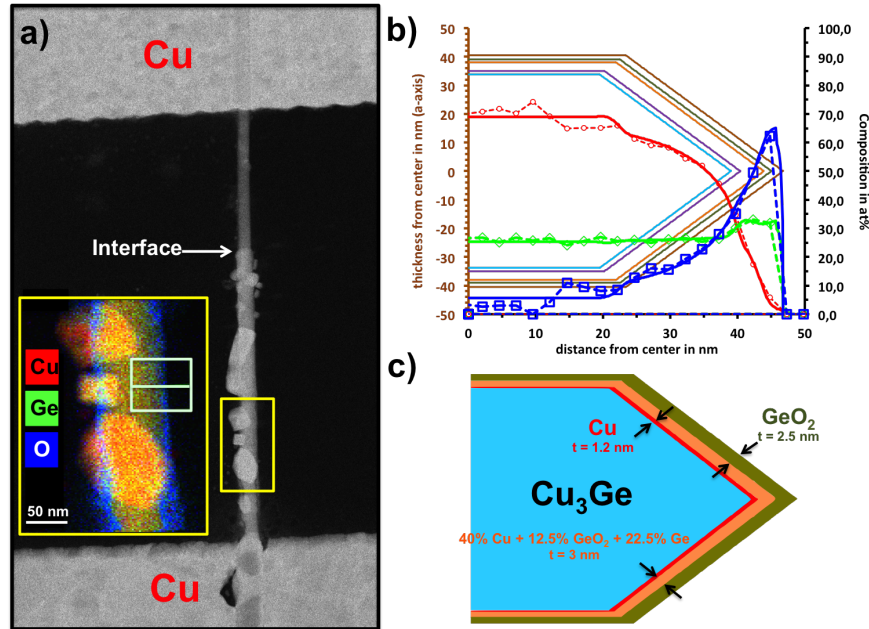 a)
Cu
Interface
Cu
Ge
O
50 nm
Cu
b)
thickness from center in nm (a-axis)
50
40
30
20
10
0
-10
-20
-30
-40
-50
0
10
20
30
40
50
distance from center in nm
100,0
90,0
80,0
70,0
60,0
50,0
40,0
30,0
20,0
10,0
0,0
Composition in at%
c)
Cu
t = 1.2 nm
GeO₂
t = 2.5 nm
Cu₃Ge
40% Cu + 12.5% GeO₂ + 22.5% Ge
t = 3 nm